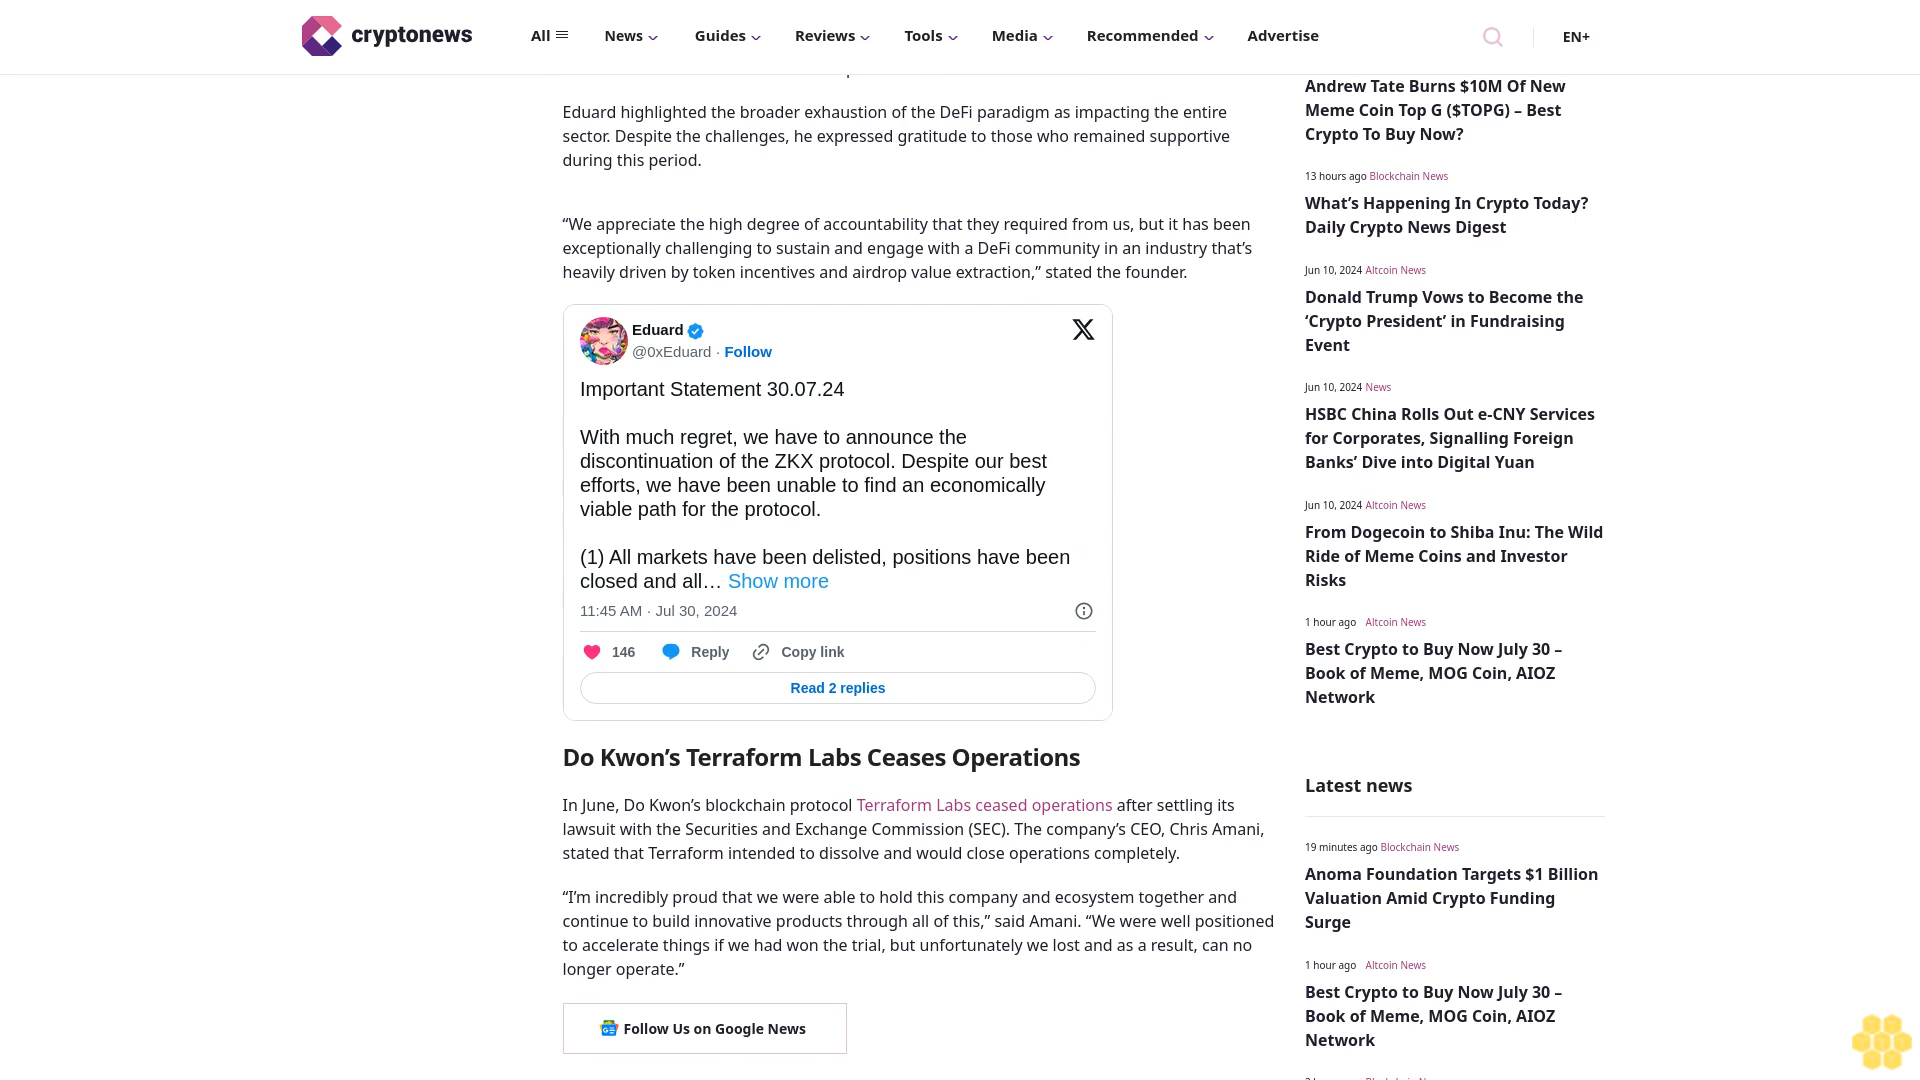 cryptonews
All
News
Guides
Reviews
Tools
Media
Recommended
Advertise
EN+
Eduard highlighted the broader exhaustion of the DeFi paradigm as impacting the entire
sector. Despite the challenges, he expressed gratitude to those who remained supportive
during this period.
“We appreciate the high degree of accountability that they required from us, but it has been
exceptionally challenging to sustain and engage with a DeFi community in an industry that’s
heavily driven by token incentives and airdrop value extraction,” stated the founder.
Eduard
@0xEduard · Follow
Important Statement 30.07.24
With much regret, we have to announce the
discontinuation of the ZKX protocol. Despite our best
efforts, we have been unable to find an economically
viable path for the protocol.
(1) All markets have been delisted, positions have been
closed and all… Show more
11:45 AM · Jul 30, 2024
146
Reply
Copy link
Read 2 replies
Do Kwon’s Terraform Labs Ceases Operations
In June, Do Kwon’s blockchain protocol Terraform Labs ceased operations after settling its
lawsuit with the Securities and Exchange Commission (SEC). The company’s CEO, Chris Amani,
stated that Terraform intended to dissolve and would close operations completely.
“I’m incredibly proud that we were able to hold this company and ecosystem together and
continue to build innovative products through all of this,” said Amani. “We were well positioned
to accelerate things if we had won the trial, but unfortunately we lost and as a result, can no
longer operate.”
Follow Us on Google News
Andrew Tate Burns $10M Of New
Meme Coin Top G ($TOPG) – Best
Crypto To Buy Now?
13 hours ago Blockchain News
What’s Happening In Crypto Today?
Daily Crypto News Digest
Jun 10, 2024 Altcoin News
Donald Trump Vows to Become the
‘Crypto President’ in Fundraising
Event
Jun 10, 2024 News
HSBC China Rolls Out e-CNY Services
for Corporates, Signalling Foreign
Banks’ Dive into Digital Yuan
Jun 10, 2024 Altcoin News
From Dogecoin to Shiba Inu: The Wild
Ride of Meme Coins and Investor
Risks
1 hour ago Altcoin News
Best Crypto to Buy Now July 30 –
Book of Meme, MOG Coin, AIOZ
Network
Latest news
19 minutes ago Blockchain News
Anoma Foundation Targets $1 Billion
Valuation Amid Crypto Funding
Surge
1 hour ago Altcoin News
Best Crypto to Buy Now July 30 –
Book of Meme, MOG Coin, AIOZ
Network